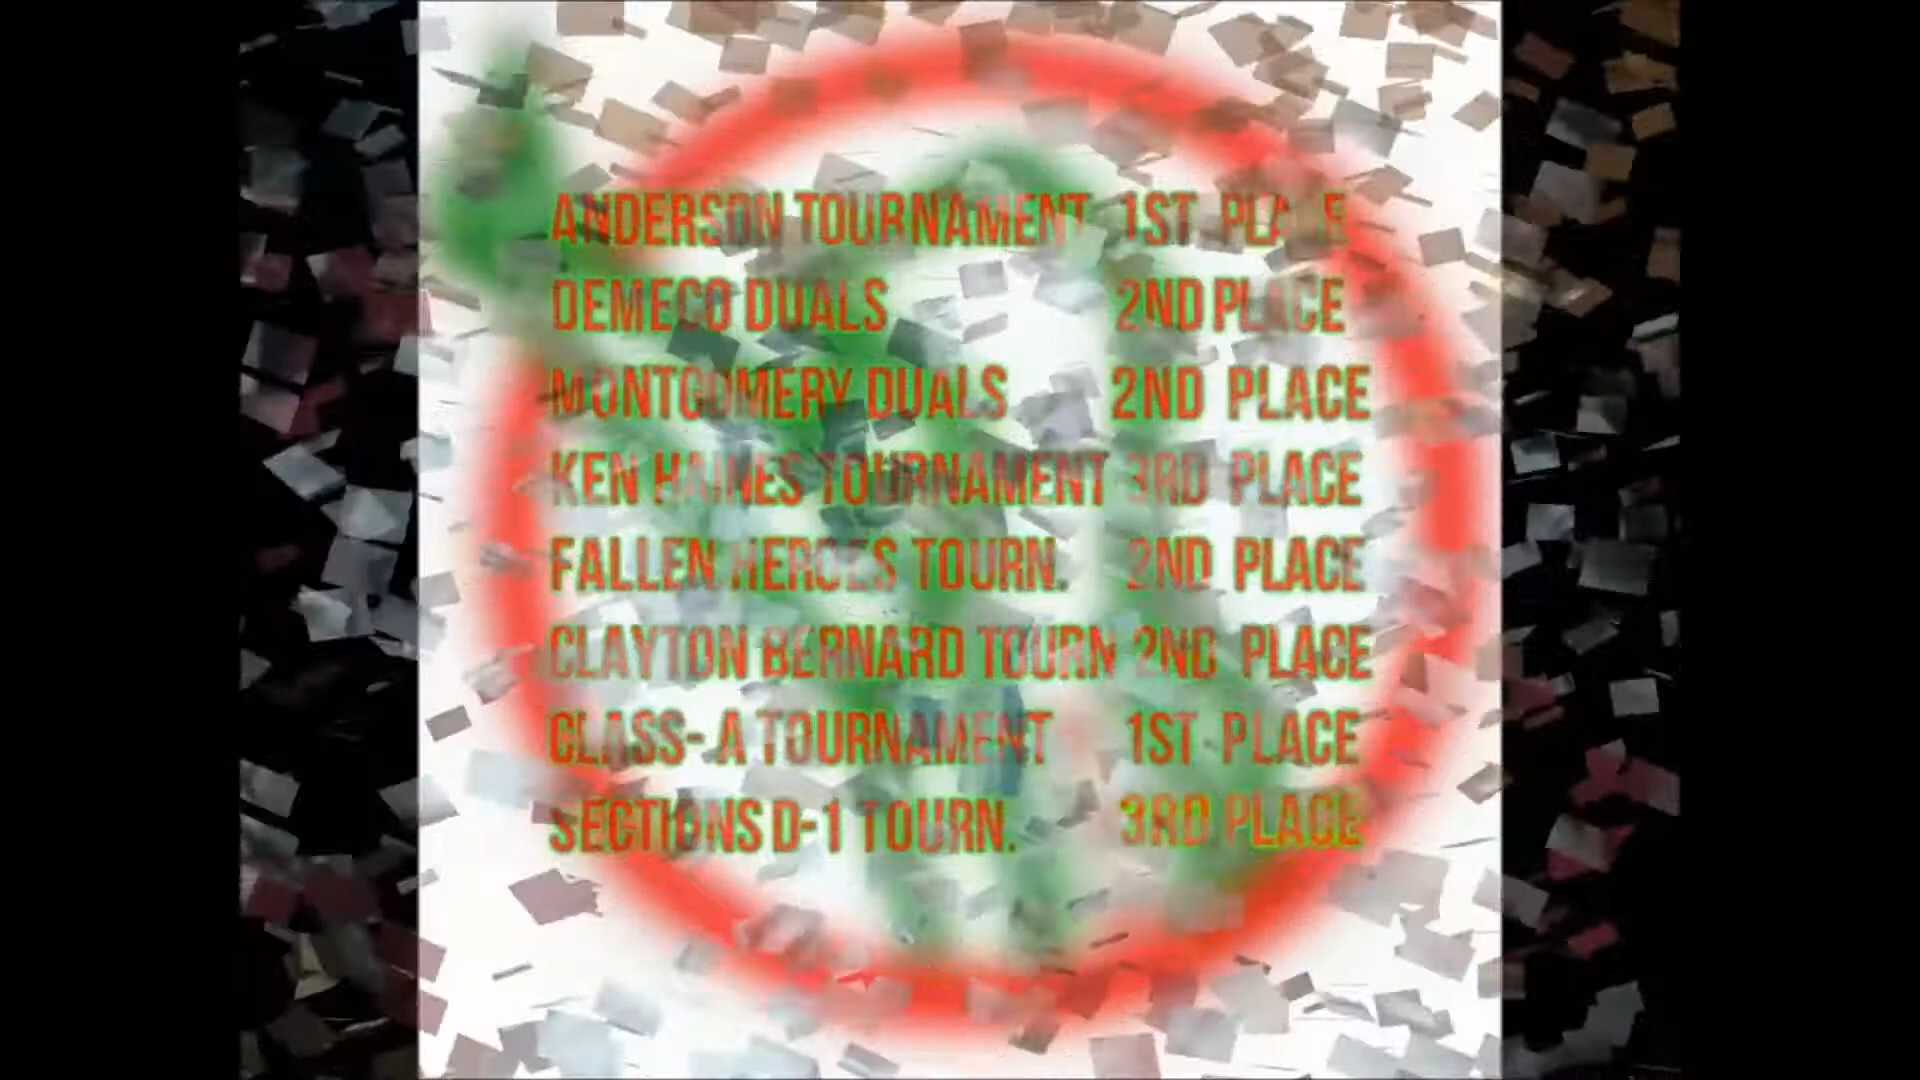 ANDERSON TOURNAMENT 1ST PLACE
DEMECO DUALS 2ND PLACE
MONTGOMERY DUALS 2ND PLACE
KEN HAINES TOURNAMENT 3RD PLACE
FALLEN HEROES TOURN. 2ND PLACE
CLAYTON BERNARD TOURN 2ND PLACE
CLASS-A TOURNAMENT 1ST PLACE
SECTIONS D-1 TOURN. 3RD PLACE